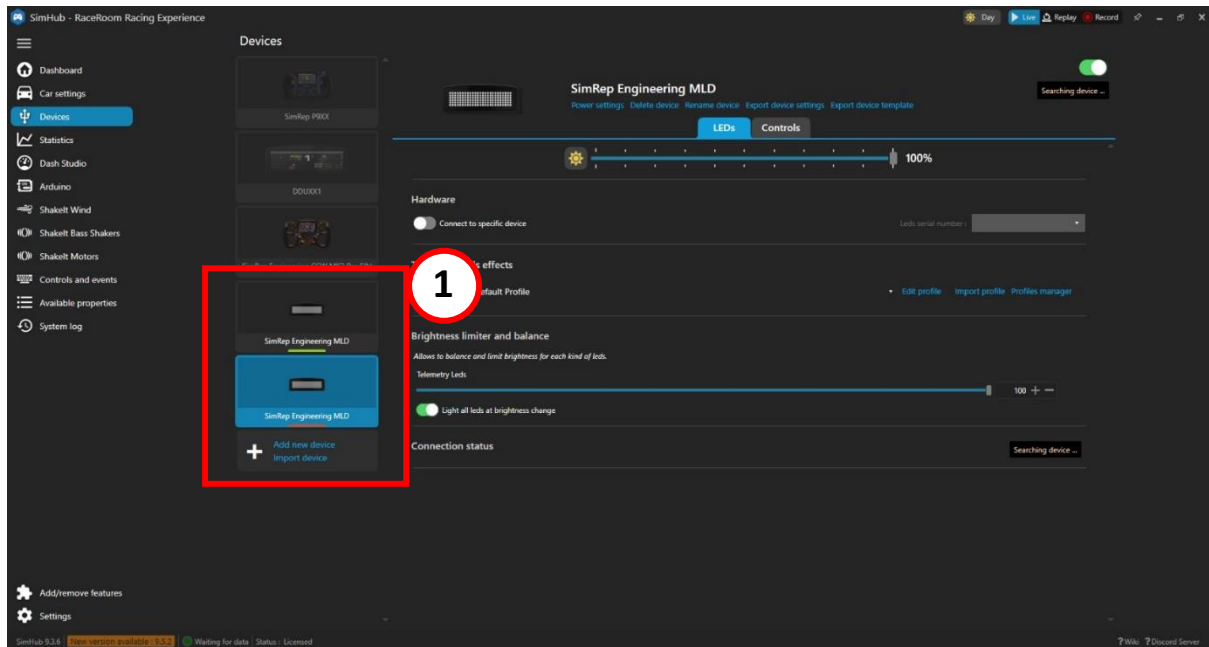 SimHub - RaceRoom Racing Experience
Day
Live
Replay
Record
Dashboard
Car settings
Devices
Statistics
Dash Studio
Arduino
ShakeIt Wind
ShakeIt Bass Shakers
ShakeIt Motors
Controls and events
Available properties
System log
Add/remove features
Settings
Devices
DDUXX1
SimRep Engineering MLD
SimRep Engineering MLD
Add new device
Import device
1
SimRep Engineering MLD
Power settings Delete device Rename device Export device settings Export device template
Searching device ...
LEDs Controls
100%
Hardware
Connect to specific device
Leds serial number :
effects
Profile
Edit profile Import profile Profiles manager
Brightness limiter and balance
Allows to balance and limit brightness for each kind of leds.
Telemetry Leds
100
Light all leds at brightness change
Connection status
Searching device ...
SimHub 9.3.6 New version available : 9.5.2 Waiting for data Status : Licensed
Wiki Discord Server